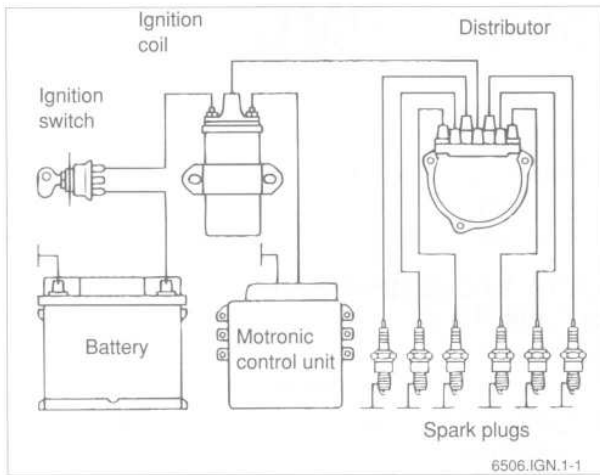 Ignition
coil
Distributor
Ignition
switch
Battery
Motronic
control unit
Spark plugs
6506.IGN.1-1